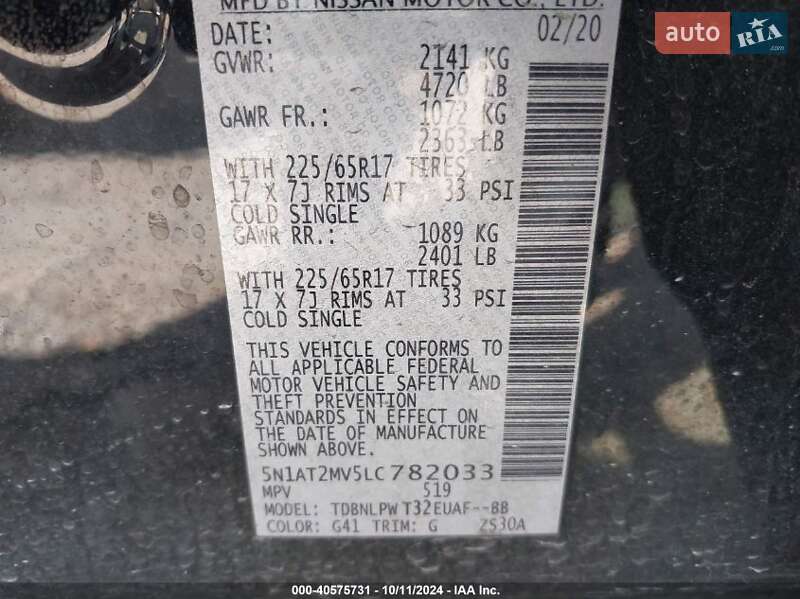 MFD BY NISSAN MOTOR CO., LTD.
DATE: 02/20
GVWR: 2141 KG
4720 LB
GAWR FR.: 1072 KG
2363 LB
WITH 225/65R17 TIRES
17 X 7J RIMS AT 33 PSI
COLD SINGLE
GAWR RR.: 1089 KG
2401 LB
WITH 225/65R17 TIRES
17 X 7J RIMS AT 33 PSI
COLD SINGLE
THIS VEHICLE CONFORMS TO
ALL APPLICABLE FEDERAL
MOTOR VEHICLE SAFETY AND
THEFT PREVENTION
STANDARDS IN EFFECT ON
THE DATE OF MANUFACTURE
SHOWN ABOVE.
5N1AT2MV5LC782033
MPV 519
MODEL: TDBNLPW T32EUAF--BB
COLOR: G41 TRIM: G ZS30A
auto RIA
.com
000-40575731 - 10/11/2024 - IAA Inc.